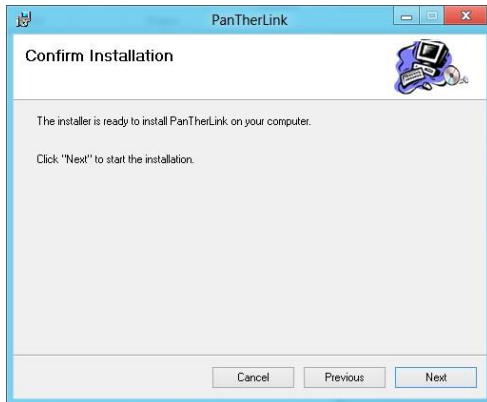 PanTherLink
Confirm Installation
The installer is ready to install PanTherLink on your computer.
Click "Next" to start the installation.
Cancel Previous Next